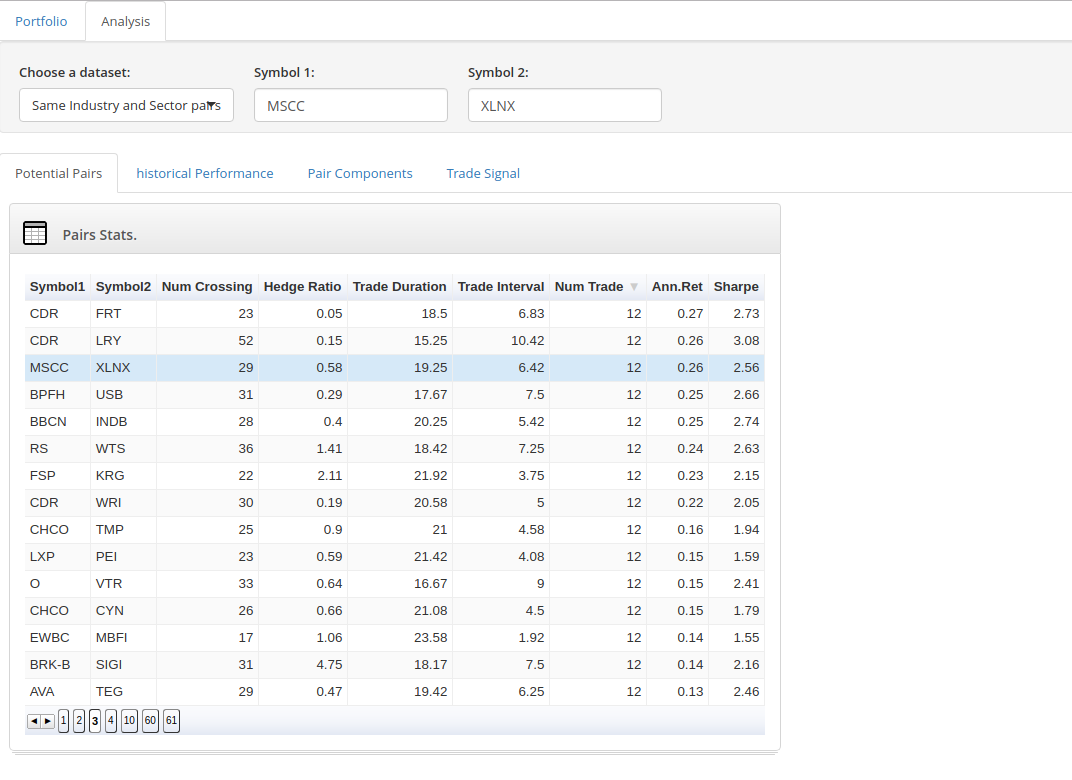 Portfolio Analysis
Choose a dataset: Symbol 1: Symbol 2:
Same Industry and Sector pairs MSCC XLNX
Potential Pairs historical Performance Pair Components Trade Signal
Pairs Stats.
Symbol1 Symbol2 Num Crossing Hedge Ratio Trade Duration Trade Interval Num Trade Ann.Ret Sharpe
CDR FRT 23 0.05 18.5 6.83 12 0.27 2.73
CDR LRY 52 0.15 15.25 10.42 12 0.26 3.08
MSCC XLNX 29 0.58 19.25 6.42 12 0.26 2.56
BPFH USB 31 0.29 17.67 7.5 12 0.25 2.66
BBCN INDB 28 0.4 20.25 5.42 12 0.25 2.74
RS WTS 36 1.41 18.42 7.25 12 0.24 2.63
FSP KRG 22 2.11 21.92 3.75 12 0.23 2.15
CDR WRI 30 0.19 20.58 5 12 0.22 2.05
CHCO TMP 25 0.9 21 4.58 12 0.16 1.94
LXP PEI 23 0.59 21.42 4.08 12 0.15 1.59
O VTR 33 0.64 16.67 9 12 0.15 2.41
CHCO CYN 26 0.66 21.08 4.5 12 0.15 1.79
EWBC MBFI 17 1.06 23.58 1.92 12 0.14 1.55
BRK-B SIGI 31 4.75 18.17 7.5 12 0.14 2.16
AVA TEG 29 0.47 19.42 6.25 12 0.13 2.46
1 2 3 4 10 60 61